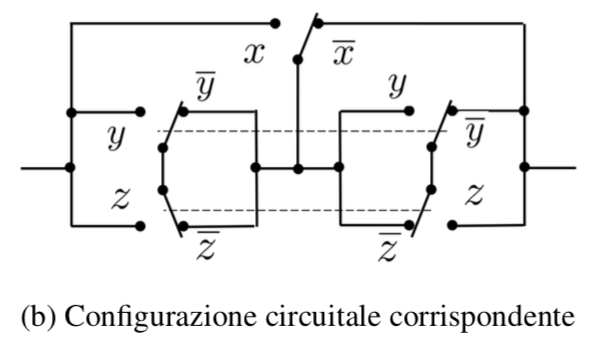 x x̅
y̅ y
y y̅
z z
z̅ z̅
(b) Configurazione circuitale corrispondente